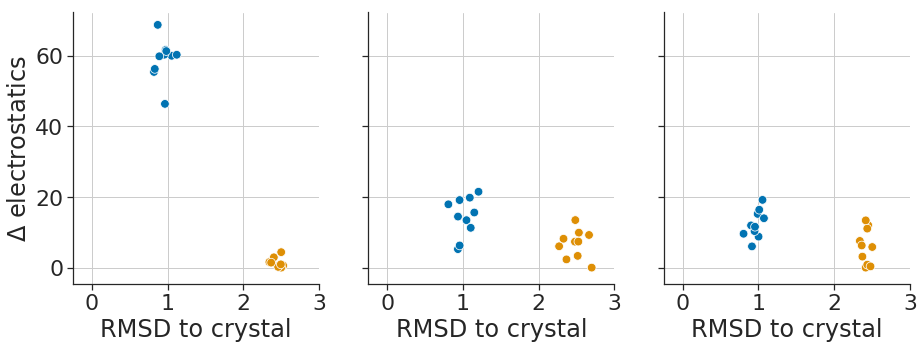 Δ electrostatics
60
40
20
0
0 1 2 3
0 1 2 3
0 1 2 3
RMSD to crystal
RMSD to crystal
RMSD to crystal